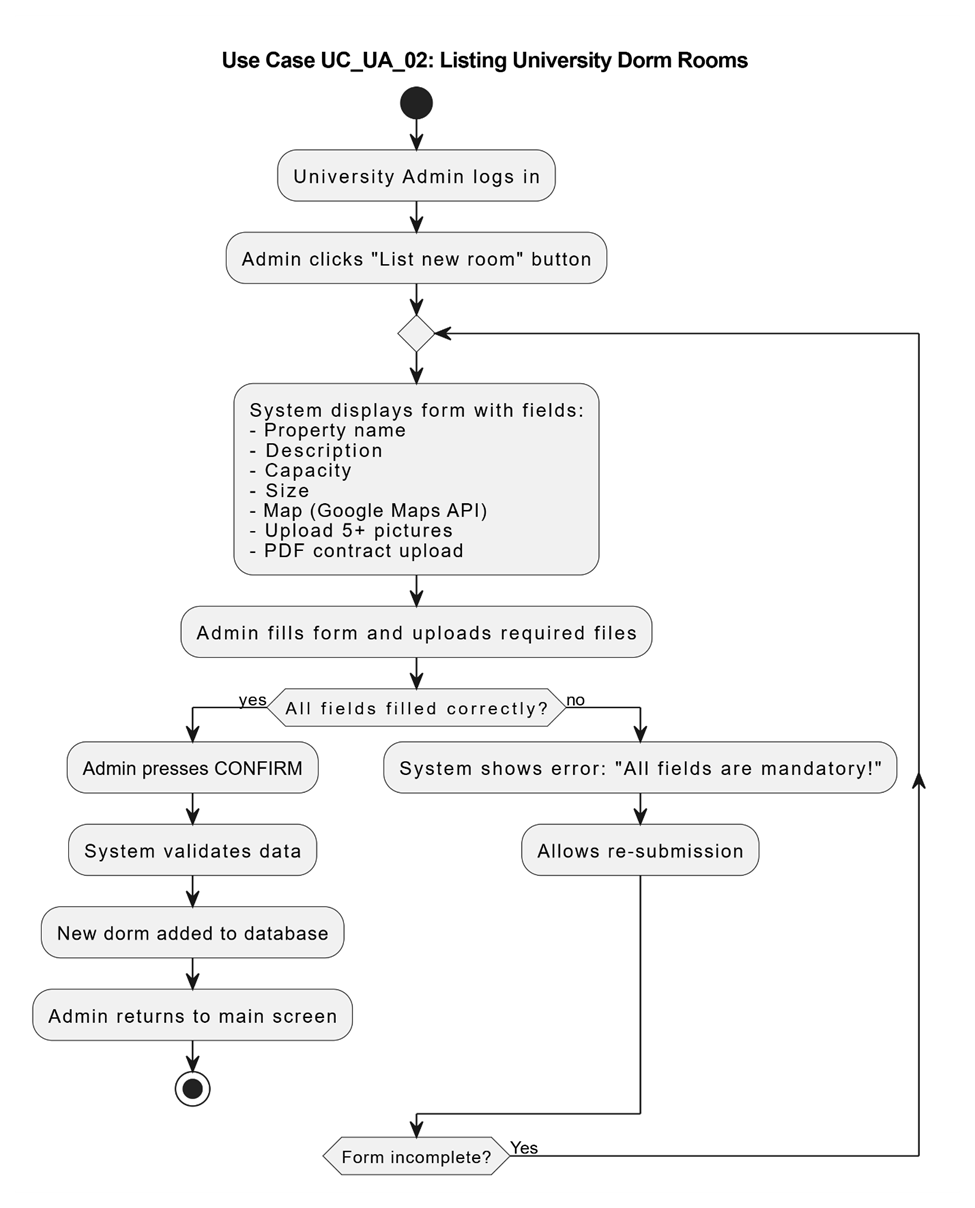 Use Case UC_UA_02: Listing University Dorm Rooms
University Admin logs in
Admin clicks "List new room" button
System displays form with fields:
- Property name
- Description
- Capacity
- Size
- Map (Google Maps API)
- Upload 5+ pictures
- PDF contract upload
Admin fills form and uploads required files
yes
All fields filled correctly?
no
Admin presses CONFIRM
System shows error: "All fields are mandatory!"
System validates data
Allows re-submission
New dorm added to database
Admin returns to main screen
Form incomplete?
Yes